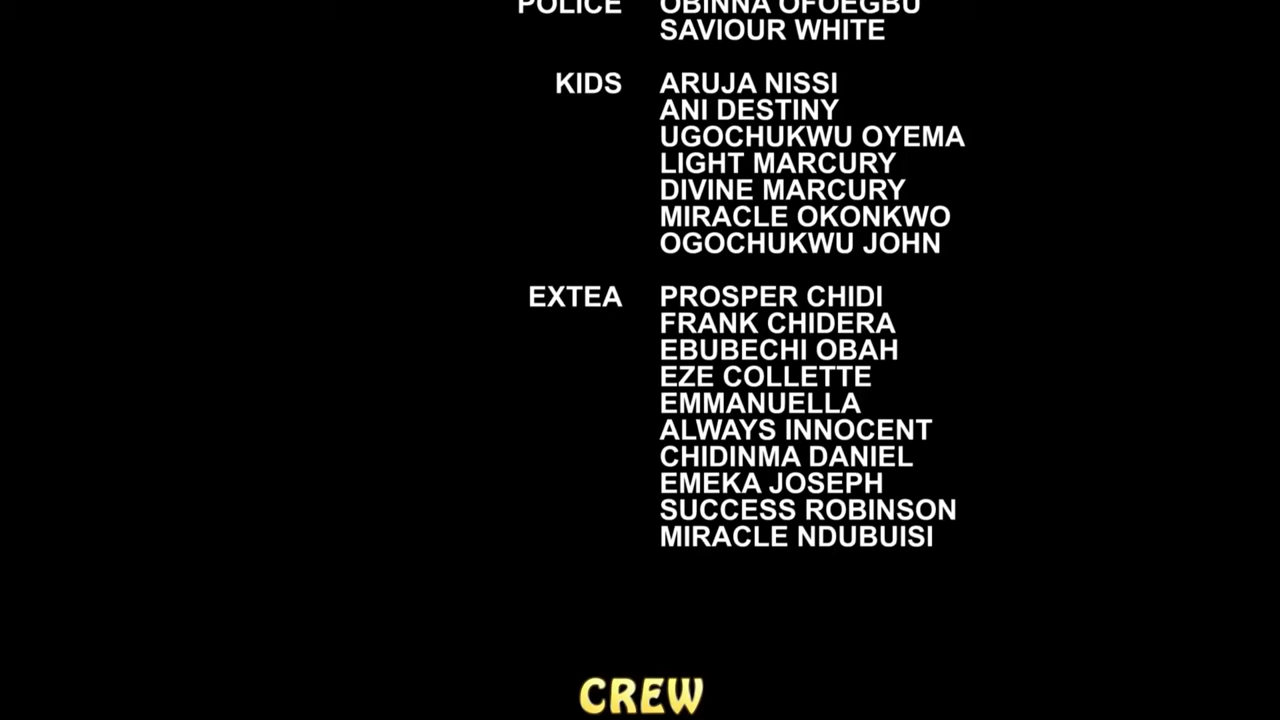 POLICE OBINNA OFOEGBU
SAVIOUR WHITE
KIDS ARUJA NISSI
ANI DESTINY
UGOCHUKWU OYEMA
LIGHT MARCURY
DIVINE MARCURY
MIRACLE OKONKWO
OGOCHUKWU JOHN
EXTEA PROSPER CHIDI
FRANK CHIDERA
EBUBECHI OBAH
EZE COLLETTE
EMMANUELLA
ALWAYS INNOCENT
CHIDINMA DANIEL
EMEKA JOSEPH
SUCCESS ROBINSON
MIRACLE NDUBUISI
CREW